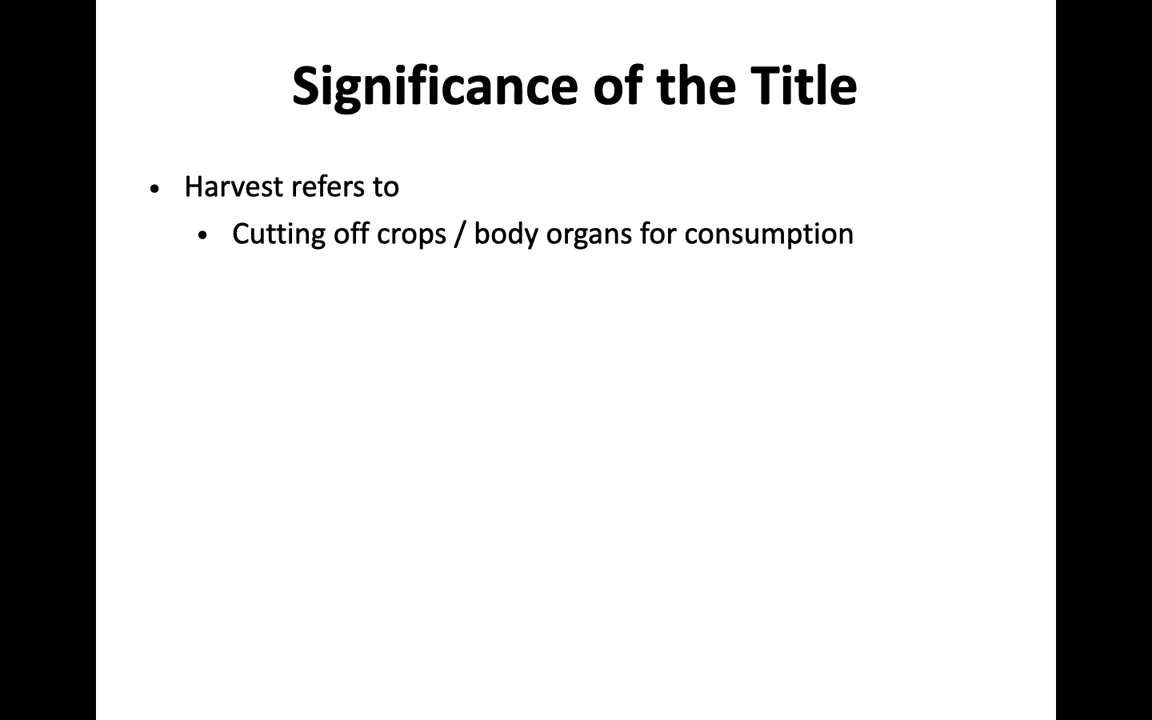 Significance of the Title
• Harvest refers to
• Cutting off crops / body organs for consumption